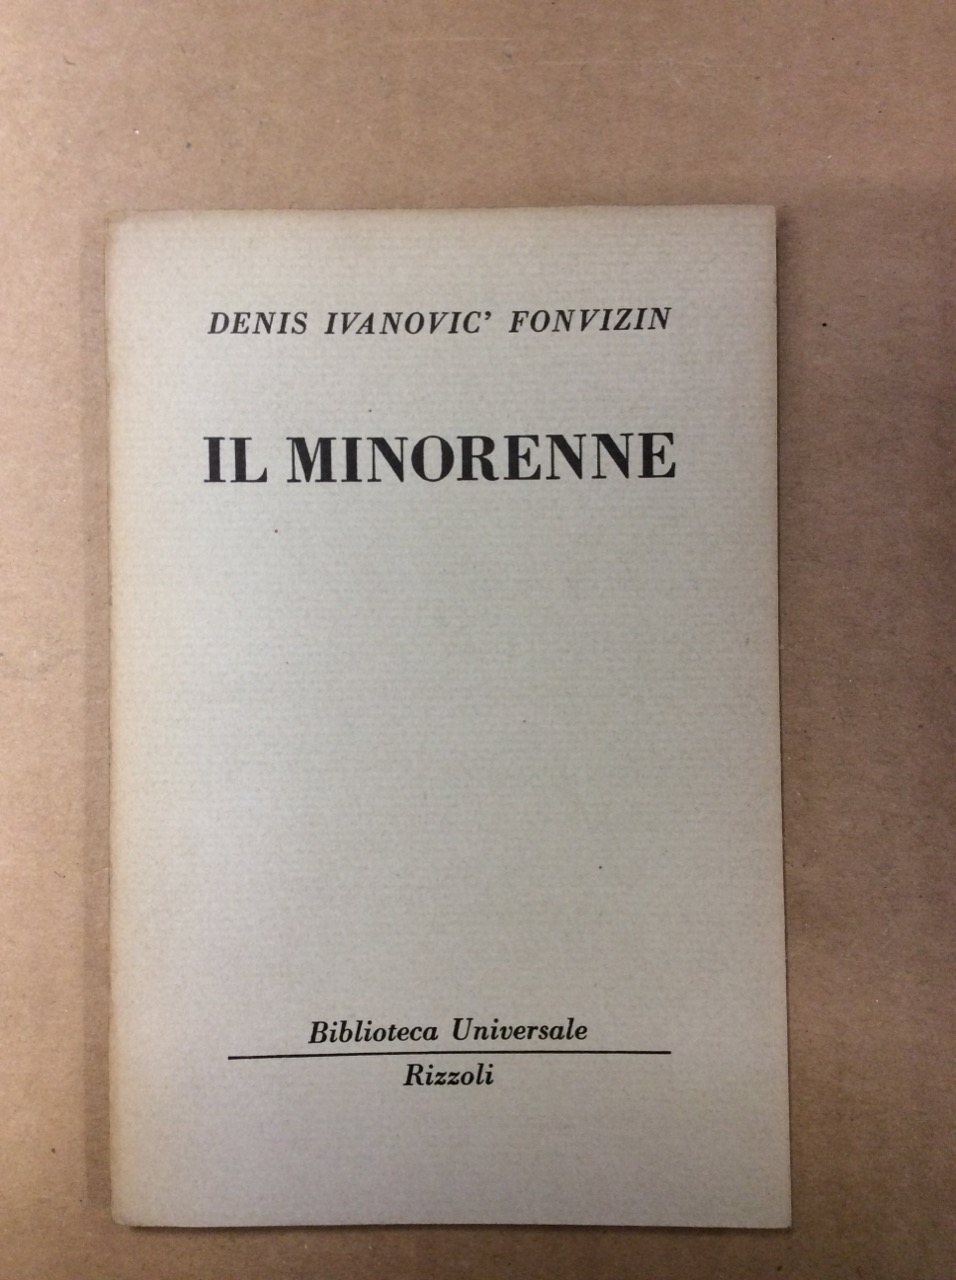 DENIS IVANOVIC' FONVIZIN
IL MINORENNE
Biblioteca Universale
Rizzoli